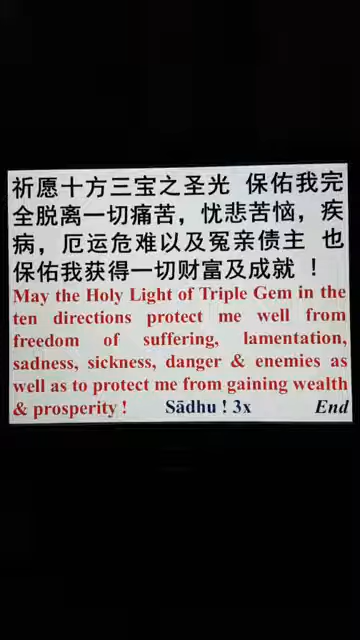 祈愿十方三宝之圣光 保佑我完
全脱离一切痛苦，忧悲苦恼，疾
病，厄运危难以及冤亲债主 也
保佑我获得一切财富及成就 ！
May the Holy Light of Triple Gem in the
ten directions protect me well from
freedom of suffering, lamentation,
sadness, sickness, danger & enemies as
well as to protect me from gaining wealth
& prosperity ! Sādhu ! 3x End